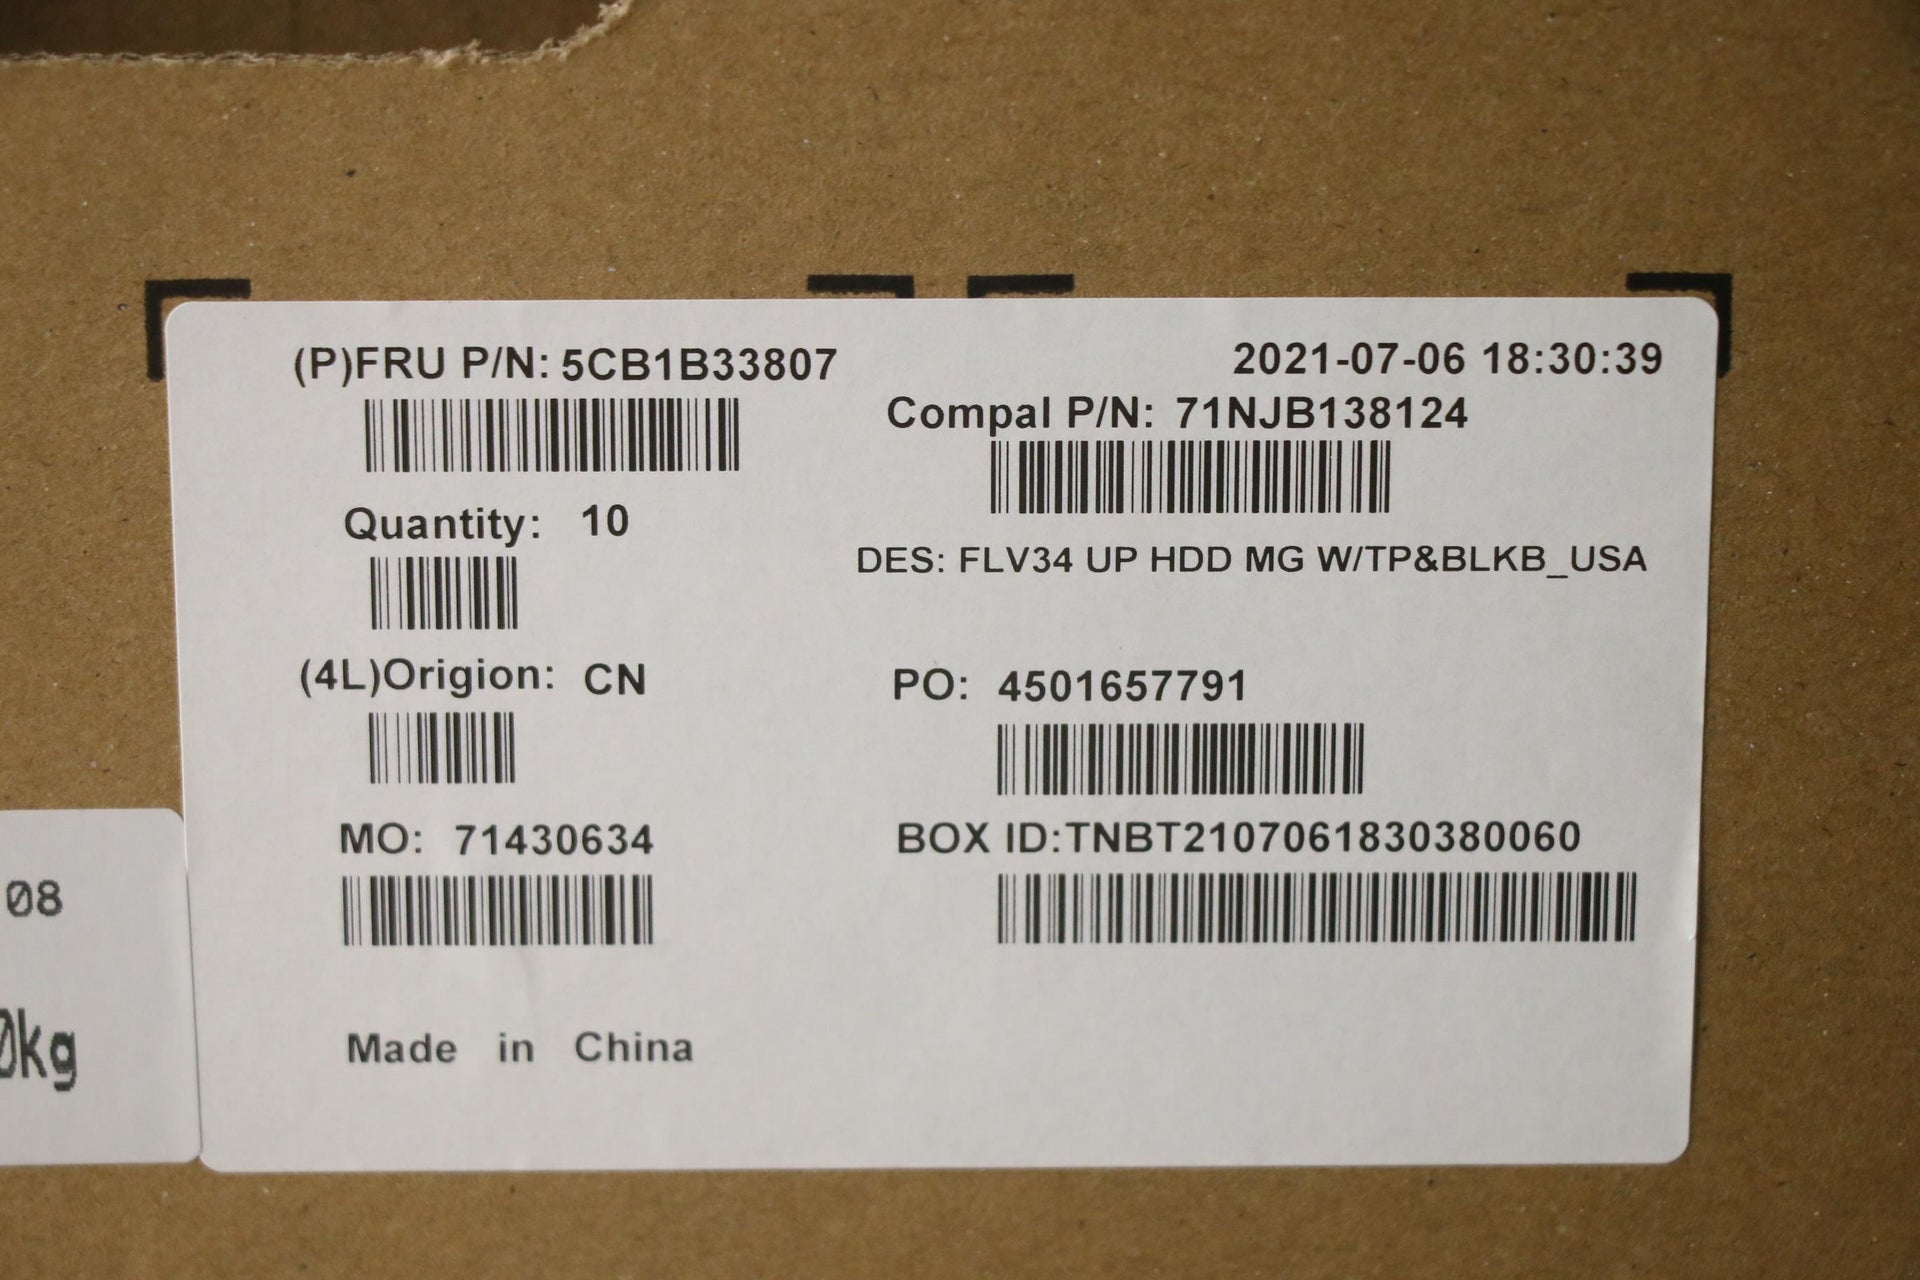 (P)FRU P/N: 5CB1B33807
2021-07-06 18:30:39
Compal P/N: 71NJB138124
Quantity: 10
DES: FLV34 UP HDD MG W/TP&BLKB_USA
(4L)Origion: CN
PO: 4501657791
MO: 71430634
BOX ID:TNBT2107061830380060
Made in China
08
0kg